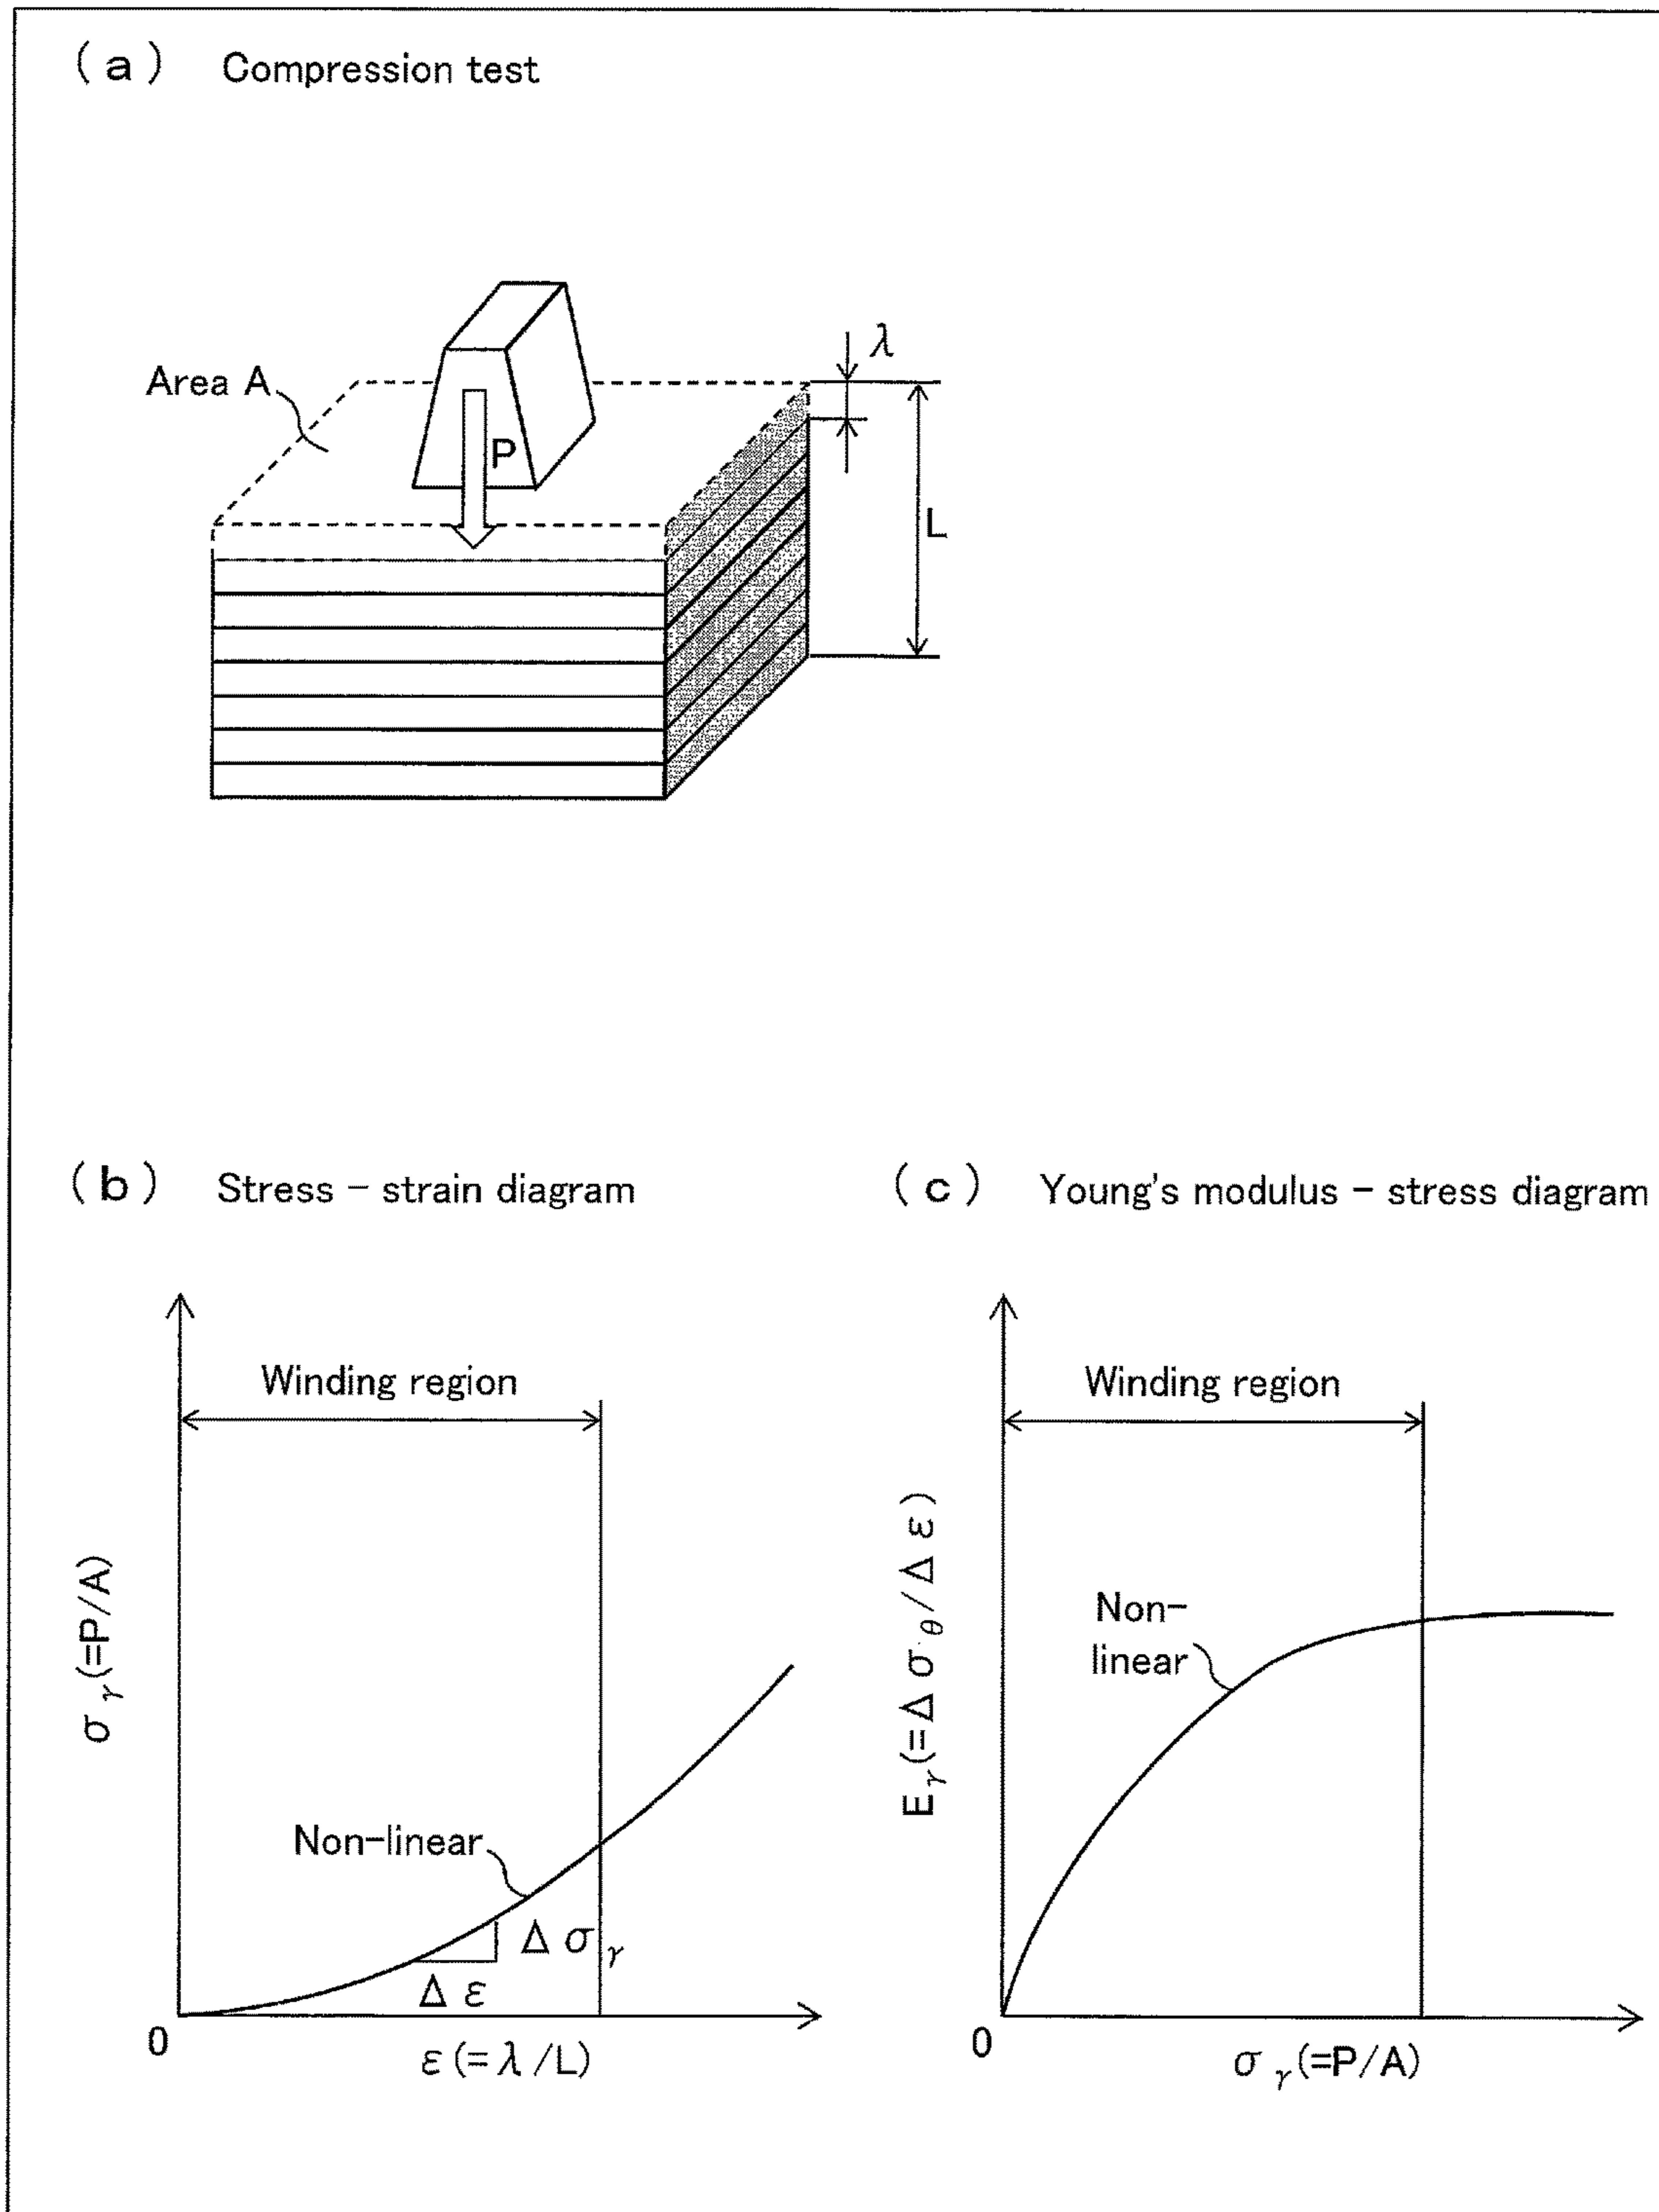 (a) Compression test
λ
Area A
P
L
(b) Stress – strain diagram
Winding region
σγ(=P/A)
Non-linear
Δσγ
Δε
0
ε(=λ/L)
(c) Young's modulus – stress diagram
Winding region
Eγ(=Δσθ/Δε)
Non-
linear
0
σγ(=P/A)